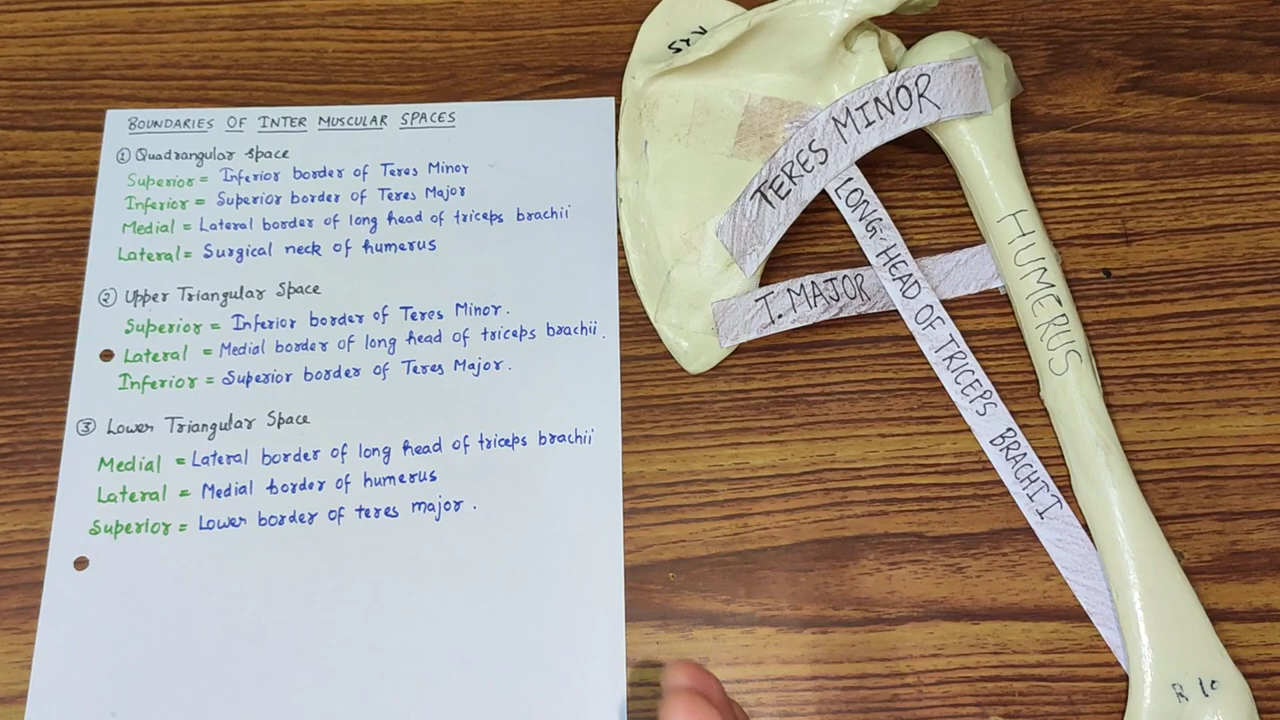 BOUNDARIES OF INTER MUSCULAR SPACES
① Quadrangular space
Superior = Inferior border of Teres Minor
Inferior = Superior border of Teres Major
Medial = Lateral border of long head of triceps brachii
Lateral = Surgical neck of humerus
② Upper Triangular Space
Superior = Inferior border of Teres Minor.
Lateral = Medial border of long head of triceps brachii.
Inferior = Superior border of Teres Major.
③ Lower Triangular Space
Medial = Lateral border of long head of triceps brachii
Lateral = Medial border of humerus
Superior = Lower border of teres major.
TERES MINOR
LONG-HEAD OF TRICEPS BRACHII
T. MAJOR
HUMERUS